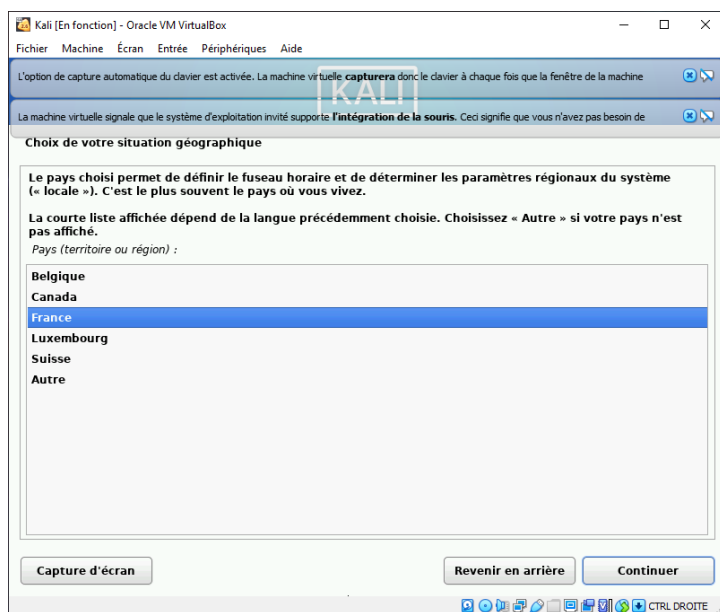 Kali [En fonction] - Oracle VM VirtualBox
Fichier Machine Écran Entrée Périphériques Aide
L'option de capture automatique du clavier est activée. La machine virtuelle capturera donc le clavier à chaque fois que la fenêtre de la machine
KALI
La machine virtuelle signale que le système d'exploitation invité supporte l'intégration de la souris. Ceci signifie que vous n'avez pas besoin de
Choix de votre situation géographique
Le pays choisi permet de définir le fuseau horaire et de déterminer les paramètres régionaux du système
(« locale »). C'est le plus souvent le pays où vous vivez.
La courte liste affichée dépend de la langue précédemment choisie. Choisissez « Autre » si votre pays n'est
pas affiché.
Pays (territoire ou région) :
Belgique
Canada
France
Luxembourg
Suisse
Autre
Capture d'écran Revenir en arrière Continuer
CTRL DROITE